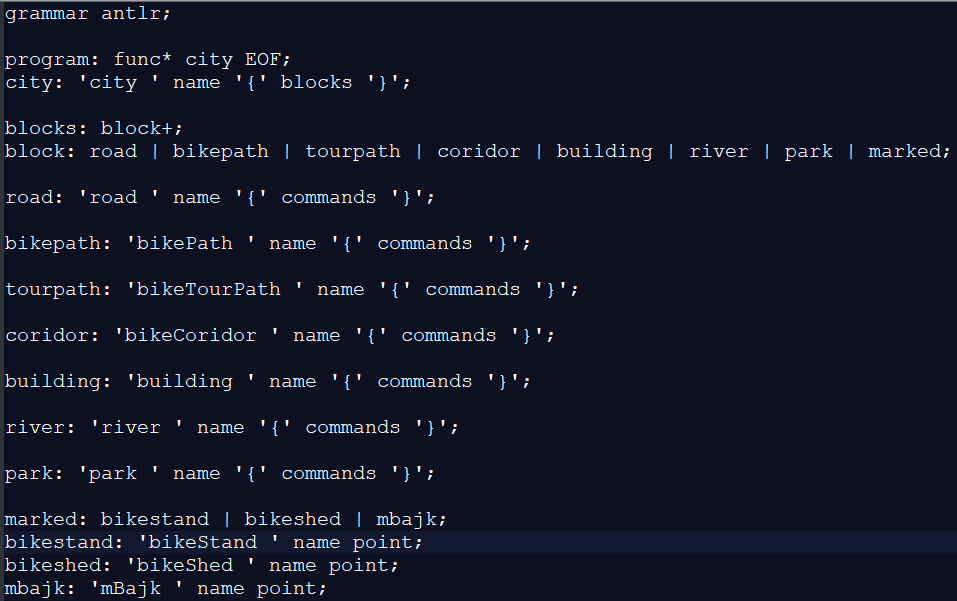 grammar antlr;
program: func* city EOF;
city: 'city ' name '{' blocks '}';
blocks: block+;
block: road | bikepath | tourpath | coridor | building | river | park | marked;
road: 'road ' name '{' commands '}';
bikepath: 'bikePath ' name '{' commands '}';
tourpath: 'bikeTourPath ' name '{' commands '}';
coridor: 'bikeCoridor ' name '{' commands '}';
building: 'building ' name '{' commands '}';
river: 'river ' name '{' commands '}';
park: 'park ' name '{' commands '}';
marked: bikestand | bikeshed | mbajk;
bikestand: 'bikeStand ' name point;
bikeshed: 'bikeShed ' name point;
mbajk: 'mBajk ' name point;